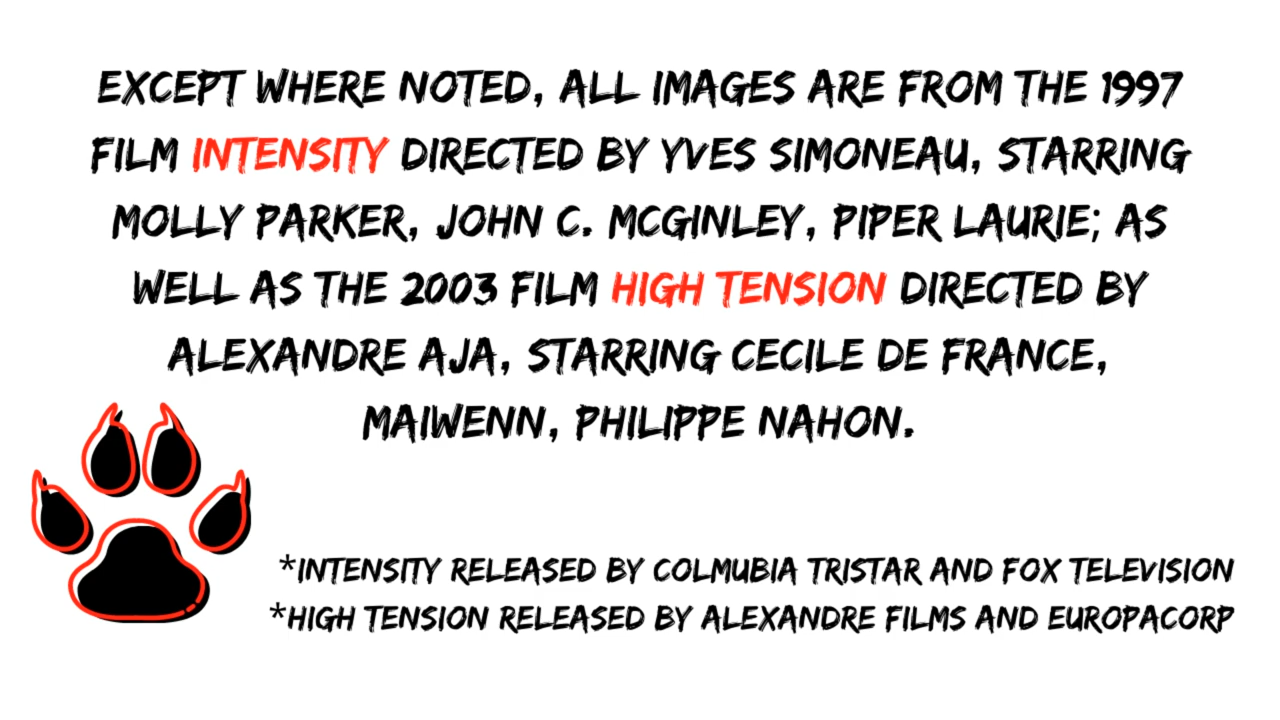 EXCEPT WHERE NOTED, ALL IMAGES ARE FROM THE 1997
FILM INTENSITY DIRECTED BY YVES SIMONEAU, STARRING
MOLLY PARKER, JOHN C. MCGINLEY, PIPER LAURIE; AS
WELL AS THE 2003 FILM HIGH TENSION DIRECTED BY
ALEXANDRE AJA, STARRING CECILE DE FRANCE,
MAIWENN, PHILIPPE NAHON.
*INTENSITY RELEASED BY COLMUBIA TRISTAR AND FOX TELEVISION
*HIGH TENSION RELEASED BY ALEXANDRE FILMS AND EUROPACORP